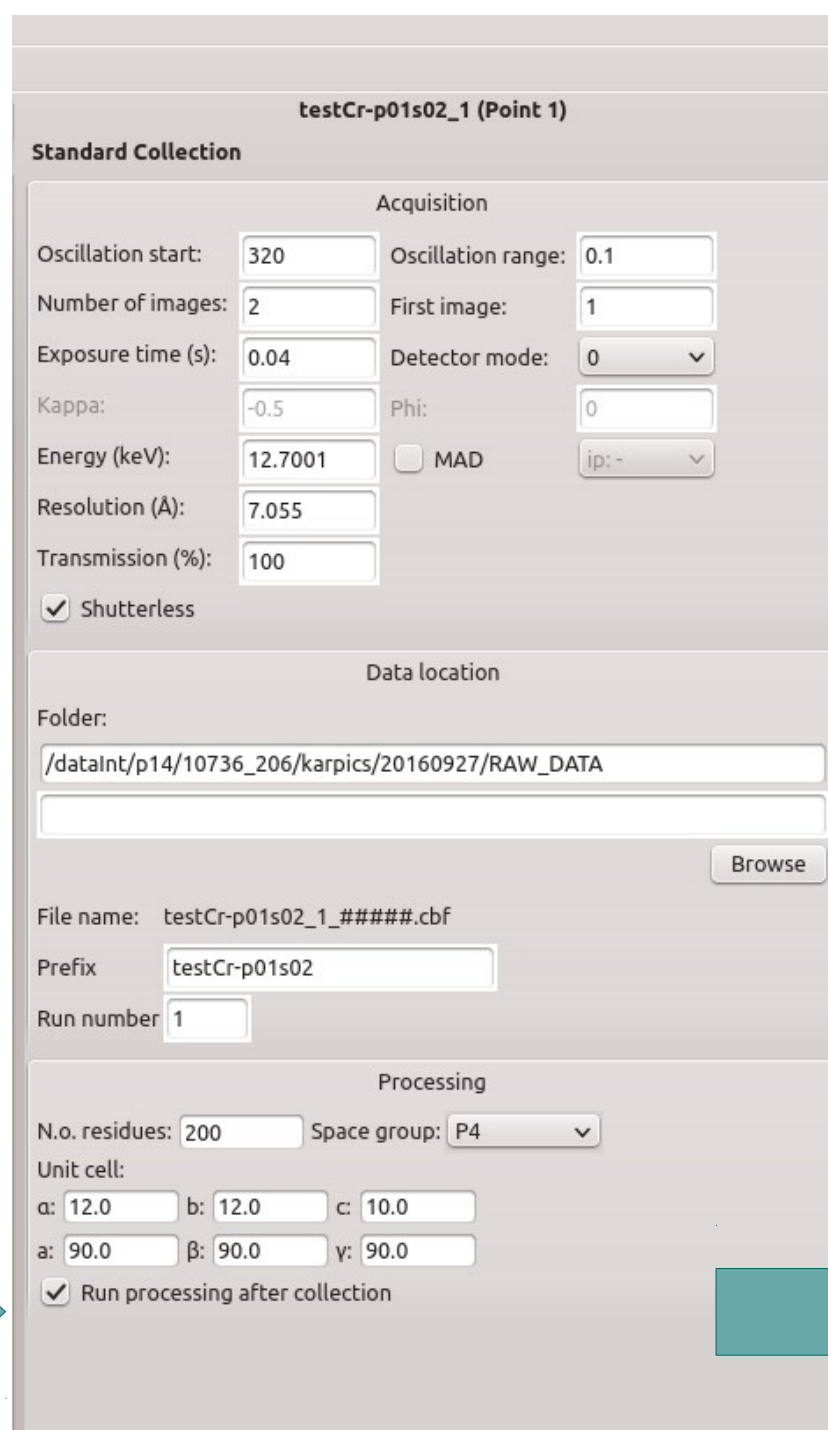 testCr-p01s02_1 (Point 1)
Standard Collection
Acquisition
Oscillation start: 320 Oscillation range: 0.1
Number of images: 2 First image: 1
Exposure time (s): 0.04 Detector mode: 0
Kappa: -0.5 Phi: 0
Energy (keV): 12.7001 MAD ip: -
Resolution (Å): 7.055
Transmission (%): 100
Shutterless
Data location
Folder:
/dataInt/p14/10736_206/karpics/20160927/RAW_DATA
Browse
File name: testCr-p01s02_1_#####.cbf
Prefix testCr-p01s02
Run number 1
Processing
N.o. residues: 200 Space group: P4
Unit cell:
α: 12.0 b: 12.0 c: 10.0
a: 90.0 β: 90.0 γ: 90.0
Run processing after collection